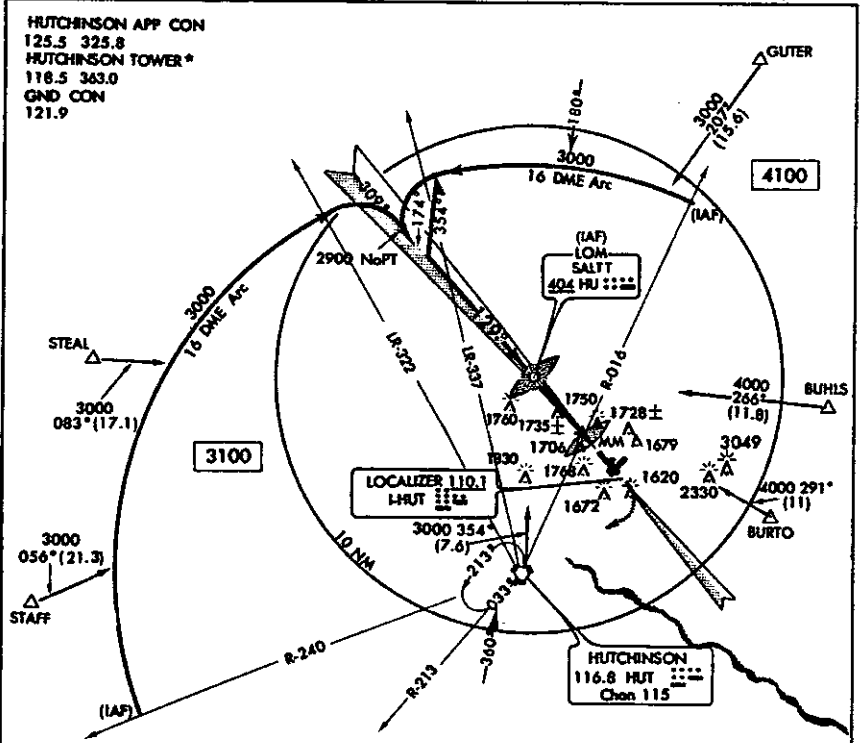 HUTCHINSON APP CON
125.5 325.8
HUTCHINSON TOWER*
118.5 363.0
GND CON
121.9
GUTER
3000
207°
(15.6)
180°
3000
16 DME Arc
4100
(IAF)
309°
174°
354°
2900 NoPT
(IAF)
LOM
SALTT
404 HU
3000
16 DME Arc
129°
STEAL
LR-322
LR-337
R-016
4000
266°
(11.8)
BUHLS
3000
083° (17.1)
1760
1750
1735±
1728±
1706
MM
1679
3049
3100
1830
1768
LOCALIZER 110.1
I-HUT
1620
2330
1672
4000 291°
(11)
BURTO
3000 354°
(7.6)
10 NM
3000
056° (21.3)
213°
033°
STAFF
360°
R-240
R-213
HUTCHINSON
116.8 HUT
Chan 115
(IAF)